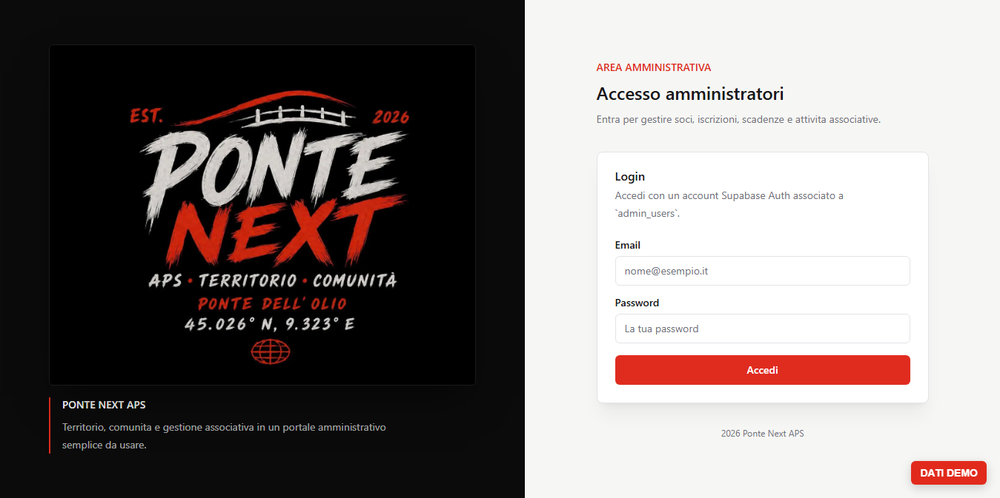 EST.
2026
PONTE
NEXT
APS • TERRITORIO • COMUNITÀ
PONTE DELL' OLIO
45.026° N, 9.323° E
PONTE NEXT APS
Territorio, comunita e gestione associativa in un portale amministrativo
semplice da usare.
AREA AMMINISTRATIVA
Accesso amministratori
Entra per gestire soci, iscrizioni, scadenze e attivita associative.
Login
Accedi con un account Supabase Auth associato a
`admin_users`.
Email
nome@esempio.it
Password
La tua password
Accedi
2026 Ponte Next APS
DATI DEMO